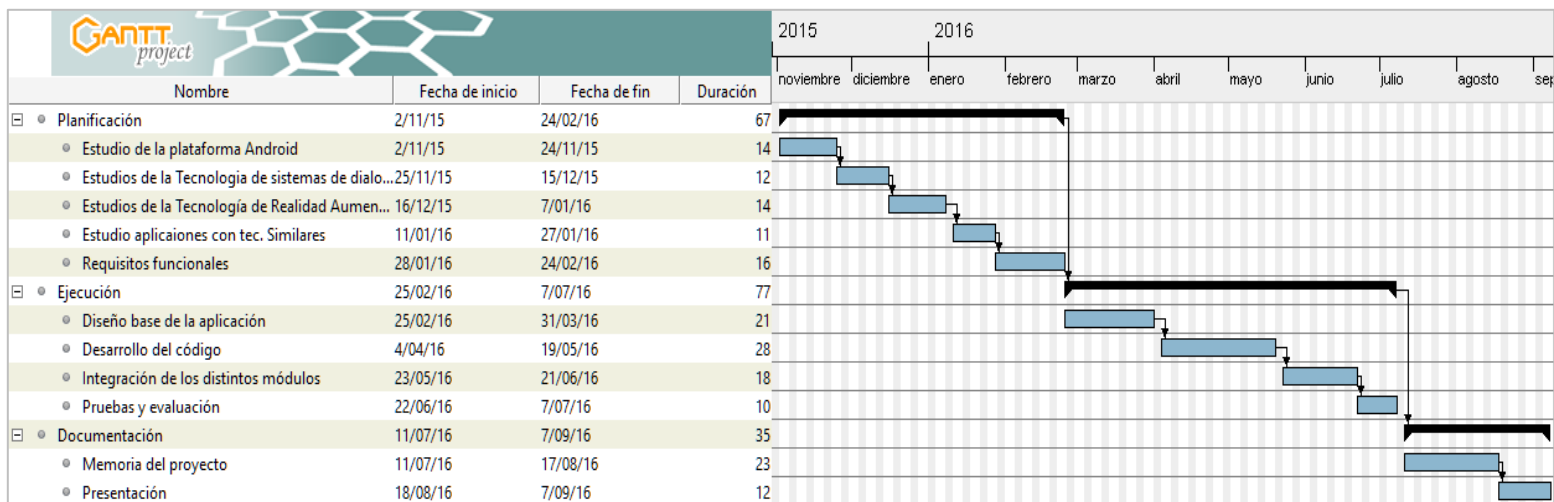 GANTT project
2015 2016
noviembre diciembre enero febrero marzo abril mayo junio julio agosto sep
Nombre Fecha de inicio Fecha de fin Duración
Planificación 2/11/15 24/02/16 67
Estudio de la plataforma Android 2/11/15 24/11/15 14
Estudios de la Tecnologia de sistemas de dialo... 25/11/15 15/12/15 12
Estudios de la Tecnología de Realidad Aumen... 16/12/15 7/01/16 14
Estudio aplicaiones con tec. Similares 11/01/16 27/01/16 11
Requisitos funcionales 28/01/16 24/02/16 16
Ejecución 25/02/16 7/07/16 77
Diseño base de la aplicación 25/02/16 31/03/16 21
Desarrollo del código 4/04/16 19/05/16 28
Integración de los distintos módulos 23/05/16 21/06/16 18
Pruebas y evaluación 22/06/16 7/07/16 10
Documentación 11/07/16 7/09/16 35
Memoria del proyecto 11/07/16 17/08/16 23
Presentación 18/08/16 7/09/16 12